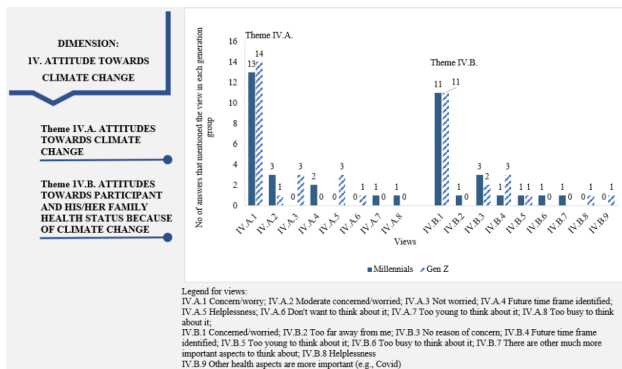 DIMENSION:
1V. ATTITUDE TOWARDS
CLIMATE CHANGE
Theme 1V.A. ATTITUDES
TOWARDS CLIMATE
CHANGE
Theme 1V.B. ATTITUDES
TOWARDS PARTICIPANT
AND HIS/HER FAMILY
HEALTH STATUS BECAUSE
OF CLIMATE CHANGE
No of answers that mentioned the view in each generation
group
16
14
12
10
8
6
4
2
0
Theme IV.A.
Theme IV.B.
13 14 3 1 0 3 2 0 0 3 0 1 1 0 1 0
11 11 1 0 3 2 1 3 1 1 1 0 1 0 0 1 0 1
IV.A.1 IV.A.2 IV.A.3 IV.A.4 IV.A.5 IV.A.6 IV.A.7 IV.A.8 IV.B.1 IV.B.2 IV.B.3 IV.B.4 IV.B.5 IV.B.6 IV.B.7 IV.B.8 IV.B.9
Views
Millennials Gen Z
Legend for views:
IV.A.1 Concern/worry; IV.A.2 Moderate concerned/worried; IV.A.3 Not worried; IV.A.4 Future time frame identified;
IV.A.5 Helplessness; IV.A.6 Don't want to think about it; IV.A.7 Too young to think about it; IV.A.8 Too busy to think
about it;
IV.B.1 Concerned/worried; IV.B.2 Too far away from me; IV.B.3 No reason of concern; IV.B.4 Future time frame
identified; IV.B.5 Too young to think about it; IV.B.6 Too busy to think about it; IV.B.7 There are other much more
important aspects to think about; IV.B.8 Helplessness
IV.B.9 Other health aspects are more important (e.g., Covid)